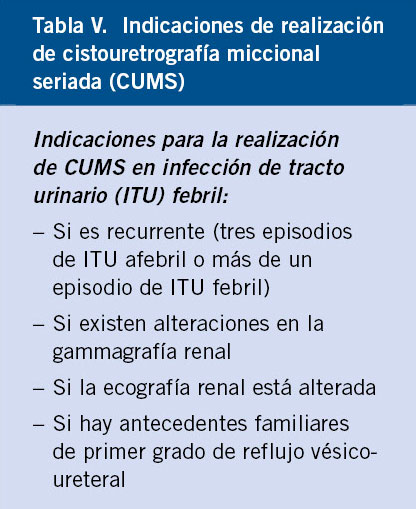 Tabla V. Indicaciones de realización
de cistouretrografía miccional
seriada (CUMS)
Indicaciones para la realización
de CUMS en infección de tracto
urinario (ITU) febril:
– Si es recurrente (tres episodios
de ITU afebril o más de un
episodio de ITU febril)
– Si existen alteraciones en la
gammagrafía renal
– Si la ecografía renal está alterada
– Si hay antecedentes familiares
de primer grado de reflujo vésico-
ureteral